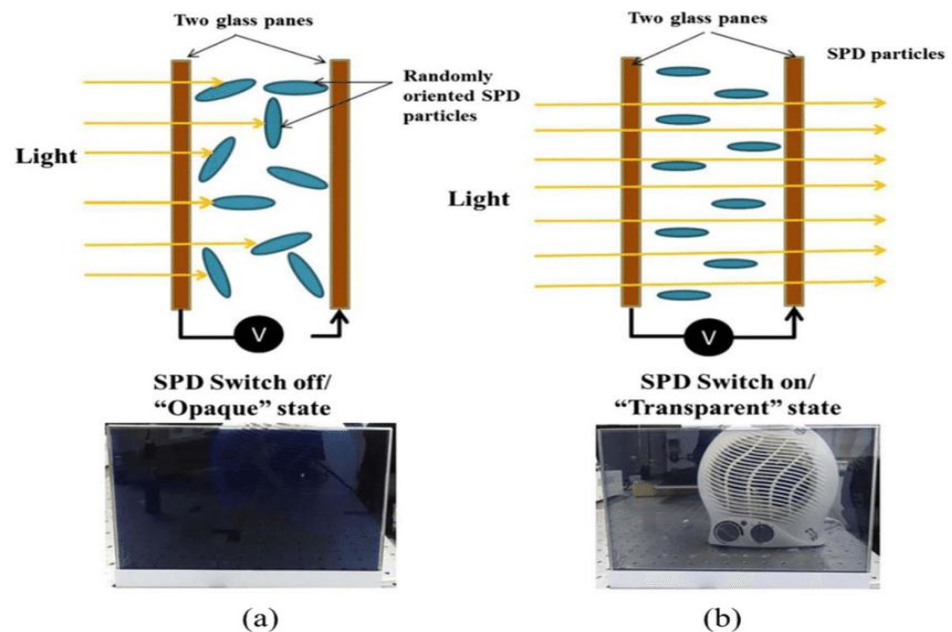 Two glass panes
Randomly
oriented SPD
particles
Light
V
SPD Switch off/
“Opaque” state
(a)
Two glass panes
SPD particles
Light
V
SPD Switch on/
“Transparent” state
(b)